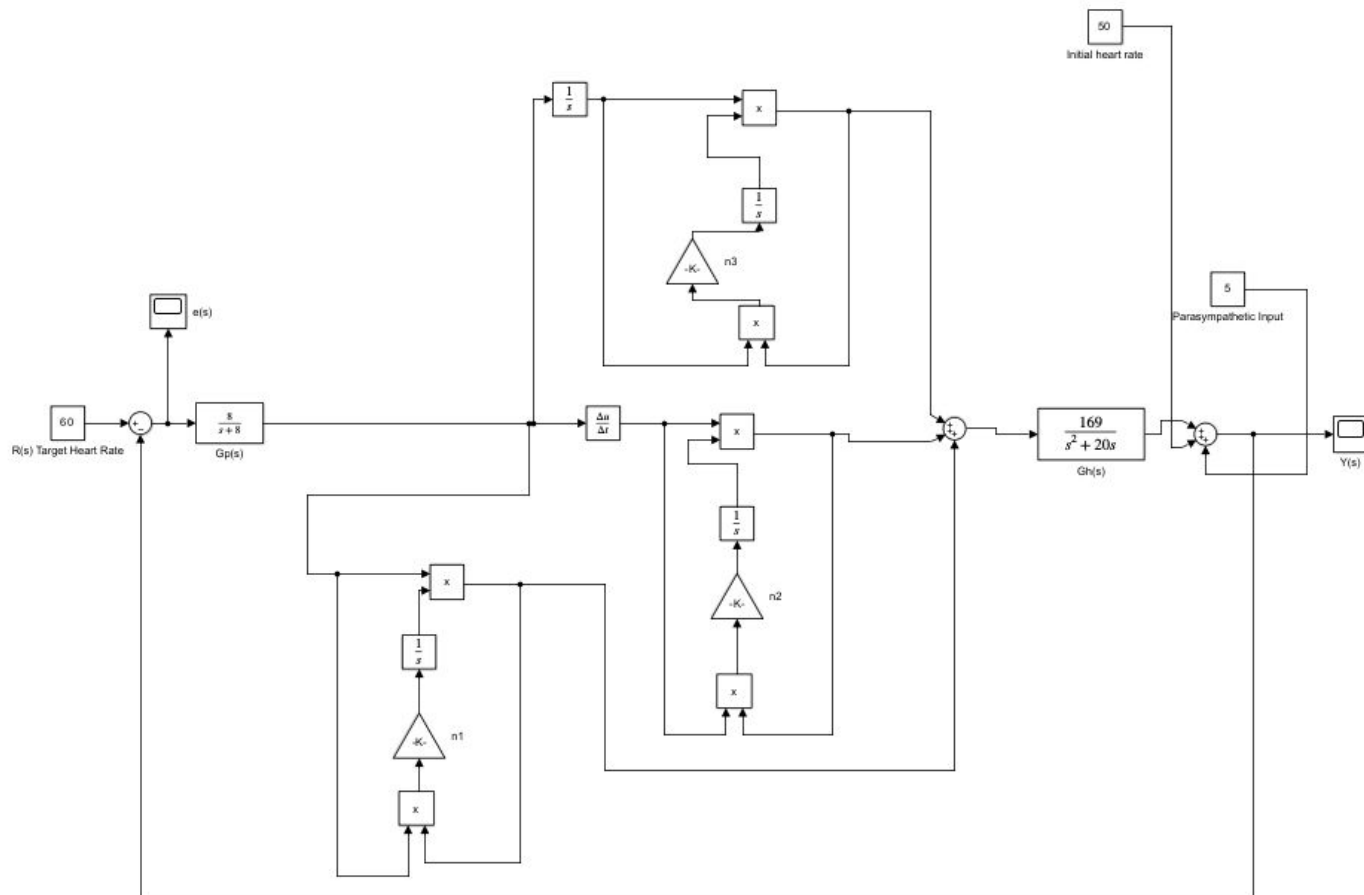 50
Initial heart rate
1
s
x
1
s
-K-
n3
x
5
Parasympathetic Input
e(s)
60
R(s) Target Heart Rate
+
−
8
s + 8
Gp(s)
Δu
Δt
x
+
+
+
169
s² + 20s
Gh(s)
+
+
+
Y(s)
1
s
-K-
n2
x
x
1
s
-K-
n1
x